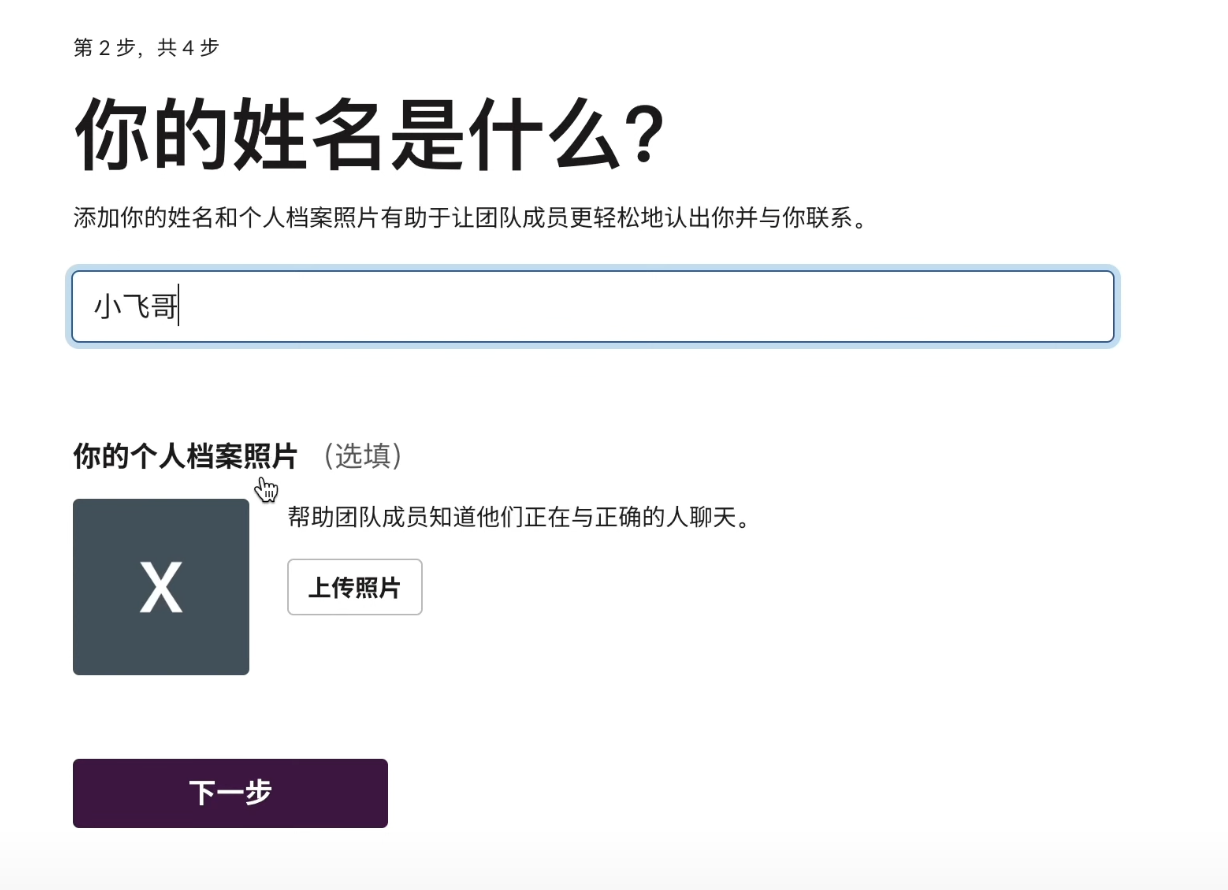 第 2 步，共 4 步
你的姓名是什么？
添加你的姓名和个人档案照片有助于让团队成员更轻松地认出你并与你联系。
小飞哥
你的个人档案照片 （选填）
帮助团队成员知道他们正在与正确的人聊天。
X
上传照片
下一步